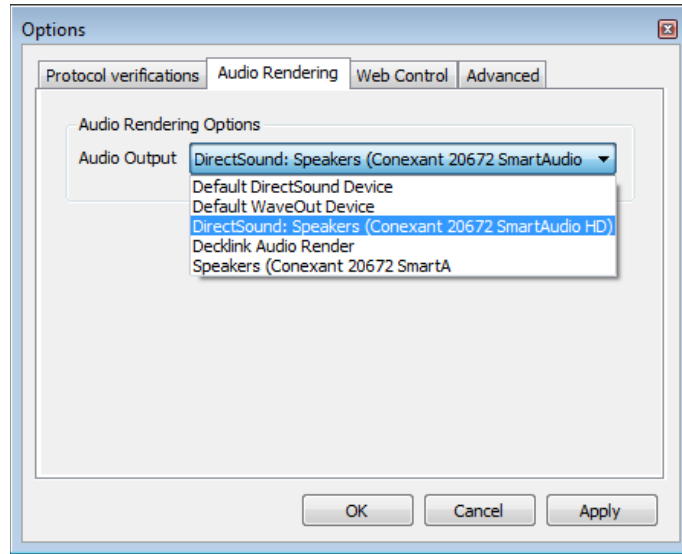 Options
Protocol verifications Audio Rendering Web Control Advanced
Audio Rendering Options
Audio Output DirectSound: Speakers (Conexant 20672 SmartAudio
Default DirectSound Device
Default WaveOut Device
DirectSound: Speakers (Conexant 20672 SmartAudio HD)
Decklink Audio Render
Speakers (Conexant 20672 SmartA
OK Cancel Apply